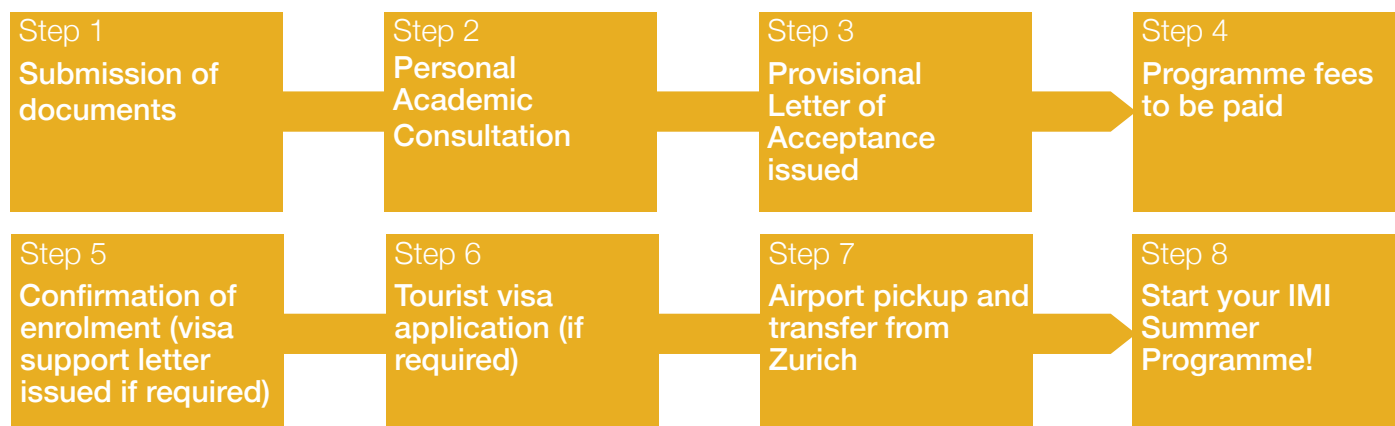 Step 1
Submission of
documents
Step 2
Personal
Academic
Consultation
Step 3
Provisional
Letter of
Acceptance
issued
Step 4
Programme fees
to be paid
Step 5
Confirmation of
enrolment (visa
support letter
issued if required)
Step 6
Tourist visa
application (if
required)
Step 7
Airport pickup and
transfer from
Zurich
Step 8
Start your IMI
Summer
Programme!